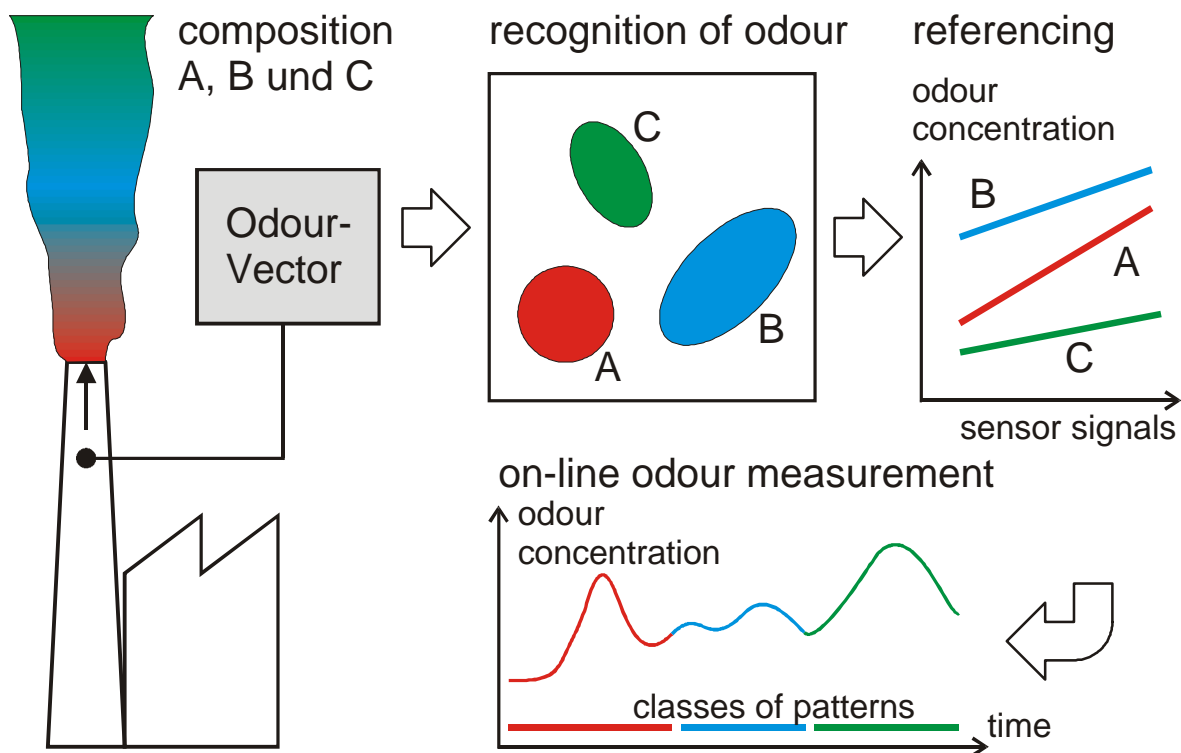 composition
A, B und C
Odour-
Vector
recognition of odour
C
B
A
referencing
odour
concentration
B
A
C
sensor signals
on-line odour measurement
odour
concentration
classes of patterns
time